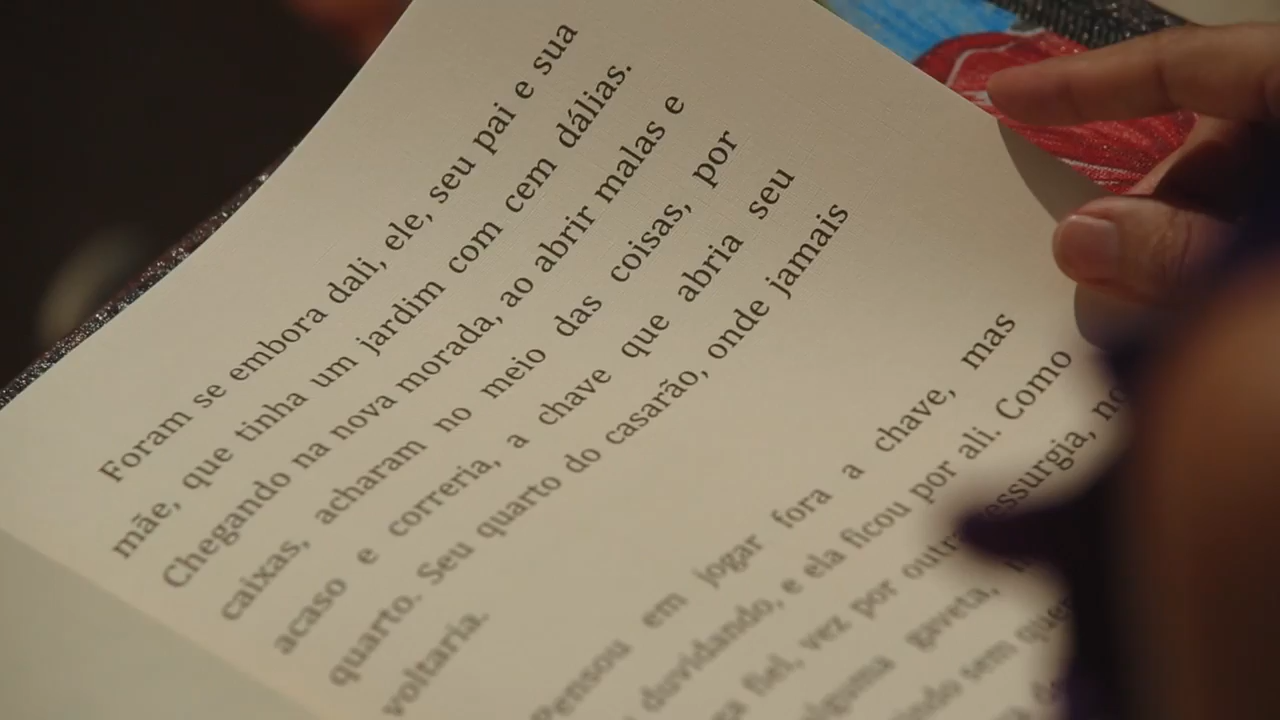 Foram se embora dali, ele, seu pai e sua
mãe, que tinha um jardim com cem dálias.
Chegando na nova morada, ao abrir malas e
caixas, acharam no meio das coisas, por
acaso e correria, a chave que abria seu
quarto. Seu quarto do casarão, onde jamais
voltaria.
Pensou em jogar fora a chave, mas
duvidando, e ela ficou por ali. Como
fiel, vez por outra ressurgia,
alguma gaveta,
sem